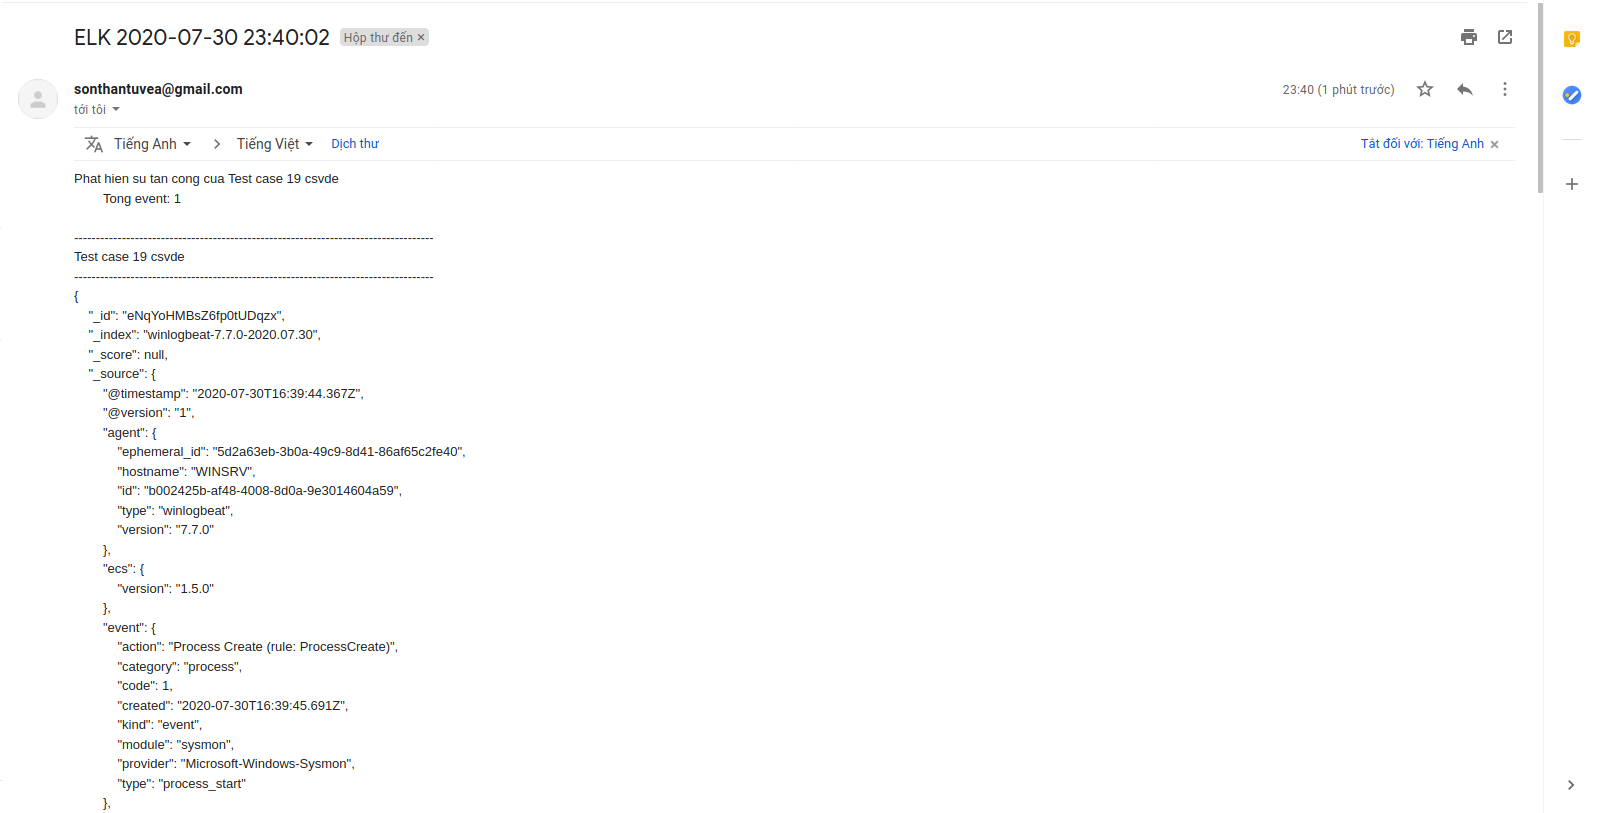 ELK 2020-07-30 23:40:02 Hộp thư đến ×
sonthantuvea@gmail.com 23:40 (1 phút trước)
tới tôi
Tiếng Anh > Tiếng Việt Dịch thư Tắt đối với: Tiếng Anh ×
Phat hien su tan cong cua Test case 19 csvde
Tong event: 1
-----------------------------------------------------------------------------------
Test case 19 csvde
-----------------------------------------------------------------------------------
{
"_id": "eNqYoHMBsZ6fp0tUDqzx",
"_index": "winlogbeat-7.7.0-2020.07.30",
"_score": null,
"_source": {
"@timestamp": "2020-07-30T16:39:44.367Z",
"@version": "1",
"agent": {
"ephemeral_id": "5d2a63eb-3b0a-49c9-8d41-86af65c2fe40",
"hostname": "WINSRV",
"id": "b002425b-af48-4008-8d0a-9e3014604a59",
"type": "winlogbeat",
"version": "7.7.0"
},
"ecs": {
"version": "1.5.0"
},
"event": {
"action": "Process Create (rule: ProcessCreate)",
"category": "process",
"code": 1,
"created": "2020-07-30T16:39:45.691Z",
"kind": "event",
"module": "sysmon",
"provider": "Microsoft-Windows-Sysmon",
"type": "process_start"
},